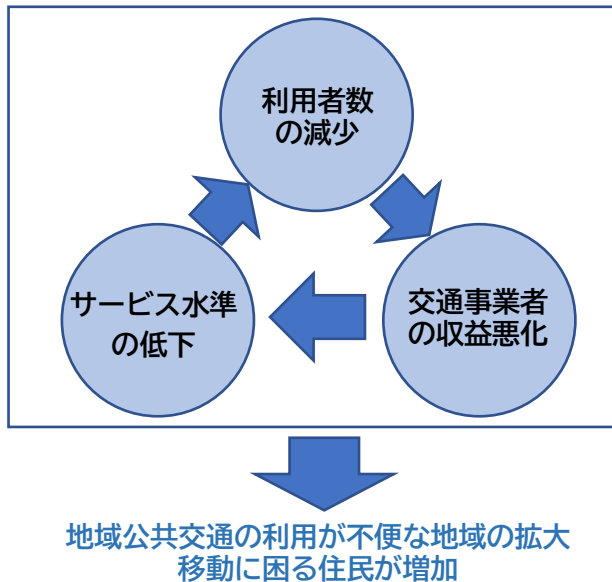 利用者数
の減少
サービス水準
の低下
交通事業者
の収益悪化
地域公共交通の利用が不便な地域の拡大
移動に困る住民が増加